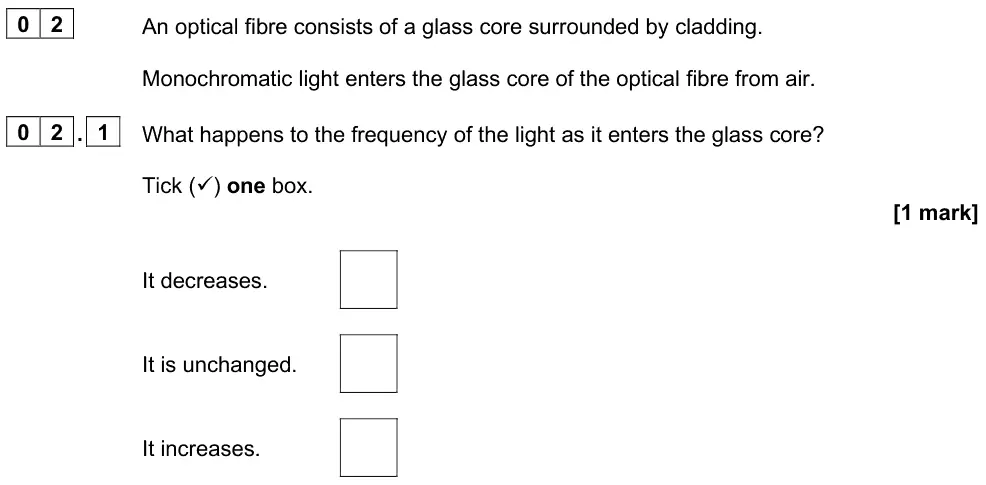 0 2 An optical fibre consists of a glass core surrounded by cladding.
Monochromatic light enters the glass core of the optical fibre from air.
0 2 . 1 What happens to the frequency of the light as it enters the glass core?
Tick (✓) one box.
[1 mark]
It decreases.
It is unchanged.
It increases.